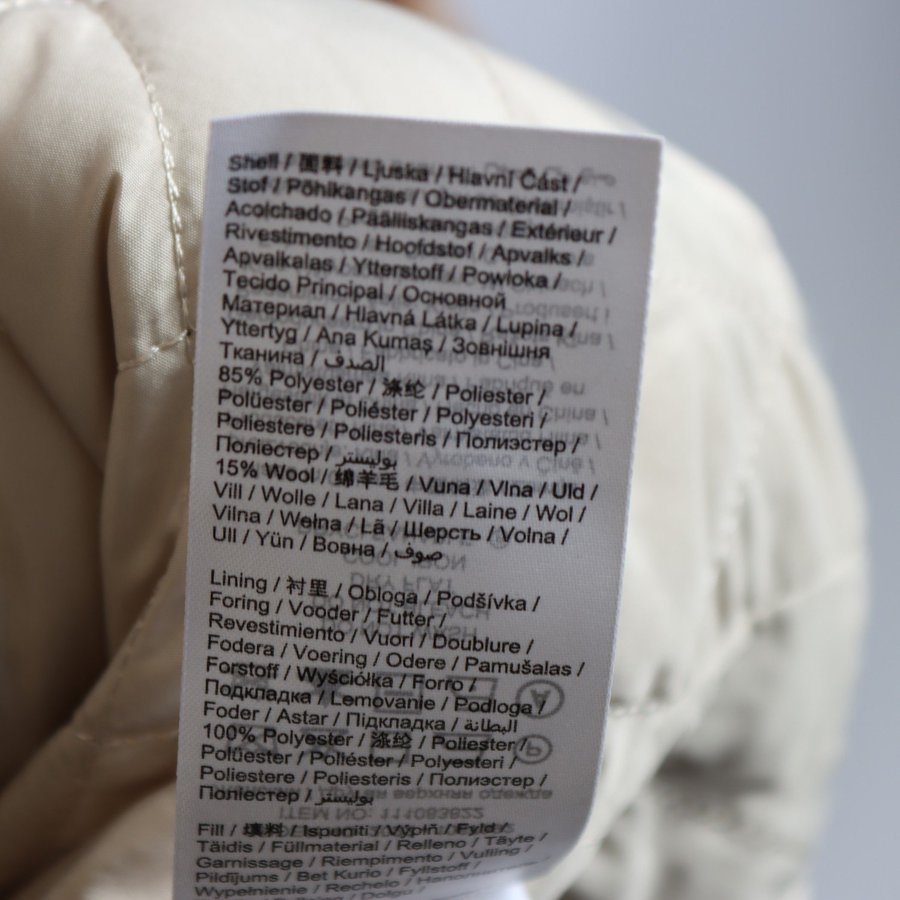 Shell / 面料 / Ljuska / Hlavní Část /
Stof / Põhikangas / Obermaterial /
Acolchado / Päälliskangas / Extérieur /
Rivestimento / Hoofdstof / Apvalks /
Apvalkalas / Ytterstoff / Powłoka /
Tecido Principal / Основной
Материал / Hlavná Látka / Lupina /
Yttertyg / Ana Kumaş / Зовнішня
Тканина / الصدف
85% Polyester / 涤纶 / Poliester /
Polüester / Poliéster / Polyesteri /
Poliestere / Poliesteris / Полиэстер /
Поліестер / بوليستر
15% Wool / 绵羊毛 / Vuna / Vlna / Uld /
Vill / Wolle / Lana / Villa / Laine / Wol /
Vilna / Wełna / Lã / Шерсть / Volna /
Ull / Yün / Вовна / صوف
Lining / 衬里 / Obloga / Podšívka /
Foring / Vooder / Futter /
Revestimiento / Vuori / Doublure /
Fodera / Voering / Odere / Pamušalas /
Forstoff / Wyściółka / Forro /
Подкладка / Lemovanie / Podloga /
Foder / Astar / Підкладка / البطانة
100% Polyester / 涤纶 / Poliester /
Polüester / Poliéster / Polyesteri /
Poliestere / Poliesteris / Полиэстер /
Поліестер / بوليستر
Fill / 填料 / Ispuniti / Výplň / Fyld /
Täidis / Füllmaterial / Relleno / Täyte /
Garnissage / Riempimento / Vulling /
Pildījums / Bet Kurio / Fyllstoff /
Wypełnienie / Recheio / Наполнитель /